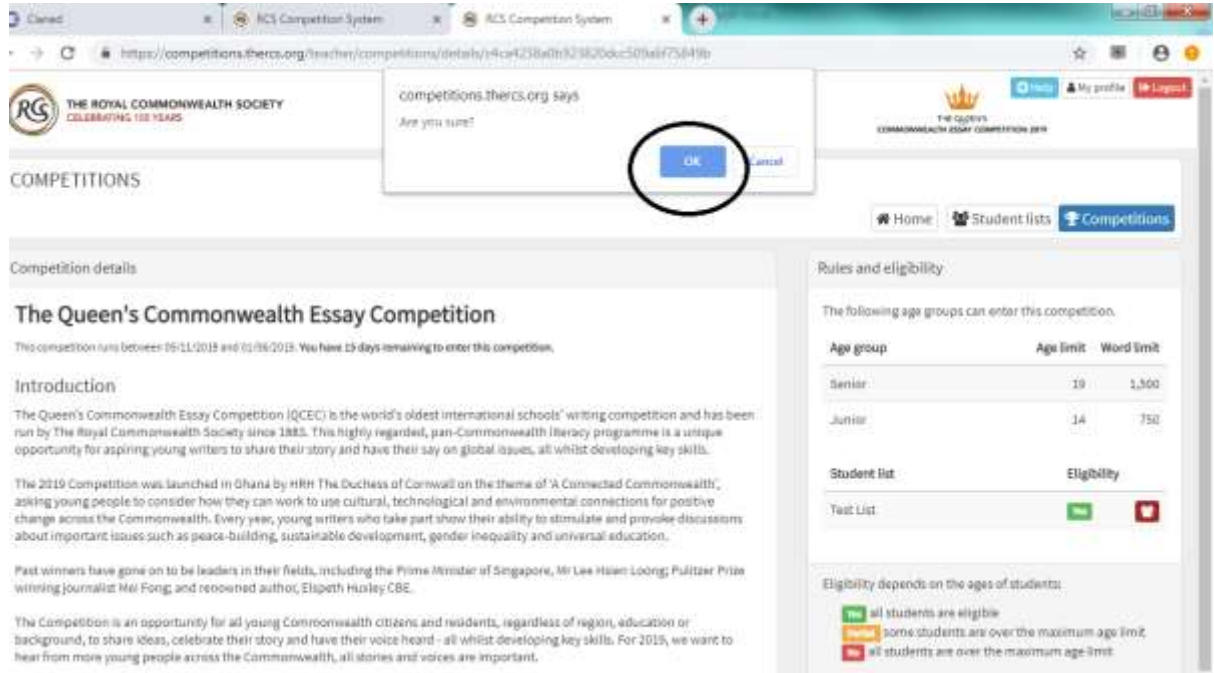 Claned
RCS Competition System
RCS Competition System
https://competitions.thercs.org/teacher/competitions/details/
THE ROYAL COMMONWEALTH SOCIETY
CELEBRATING 150 YEARS
competitions.thercs.org says
Are you sure?
OK
Cancel
THE QUEEN'S
COMMONWEALTH ESSAY COMPETITION 2019
Help
My profile
Logout
COMPETITIONS
Home
Student lists
Competitions
Competition details
The Queen's Commonwealth Essay Competition
This competition runs between and You have 15 days remaining to enter this competition.
Introduction
The Queen's Commonwealth Essay Competition (QCEC) is the world's oldest international schools' writing competition and has been
run by The Royal Commonwealth Society since 1883. This highly regarded, pan-Commonwealth literacy programme is a unique
opportunity for aspiring young writers to share their story and have their say on global issues, all whilst developing key skills.
The 2019 Competition was launched in Ghana by HRH The Duchess of Cornwall on the theme of 'A Connected Commonwealth',
asking young people to consider how they can work to use cultural, technological and environmental connections for positive
change across the Commonwealth. Every year, young writers who take part show their ability to stimulate and provoke discussions
about important issues such as peace-building, sustainable development, gender inequality and universal education.
Past winners have gone on to be leaders in their fields, including the Prime Minister of Singapore, Mr Lee Hsien Loong; Pulitzer Prize
winning journalist Mei Fong; and renowned author, Elspeth Huxley CBE.
The Competition is an opportunity for all young Commonwealth citizens and residents, regardless of region, education or
background, to share ideas, celebrate their story and have their voice heard - all whilst developing key skills. For 2019, we want to
hear from more young people across the Commonwealth, all stories and voices are important.
Rules and eligibility
The following age groups can enter this competition.
Age group Age limit Word limit
Senior 19 1,500
Junior 14 750
Student list Eligibility
Test List Yes
Eligibility depends on the ages of students:
Yes all students are eligible
Partial some students are over the maximum age limit
No all students are over the maximum age limit